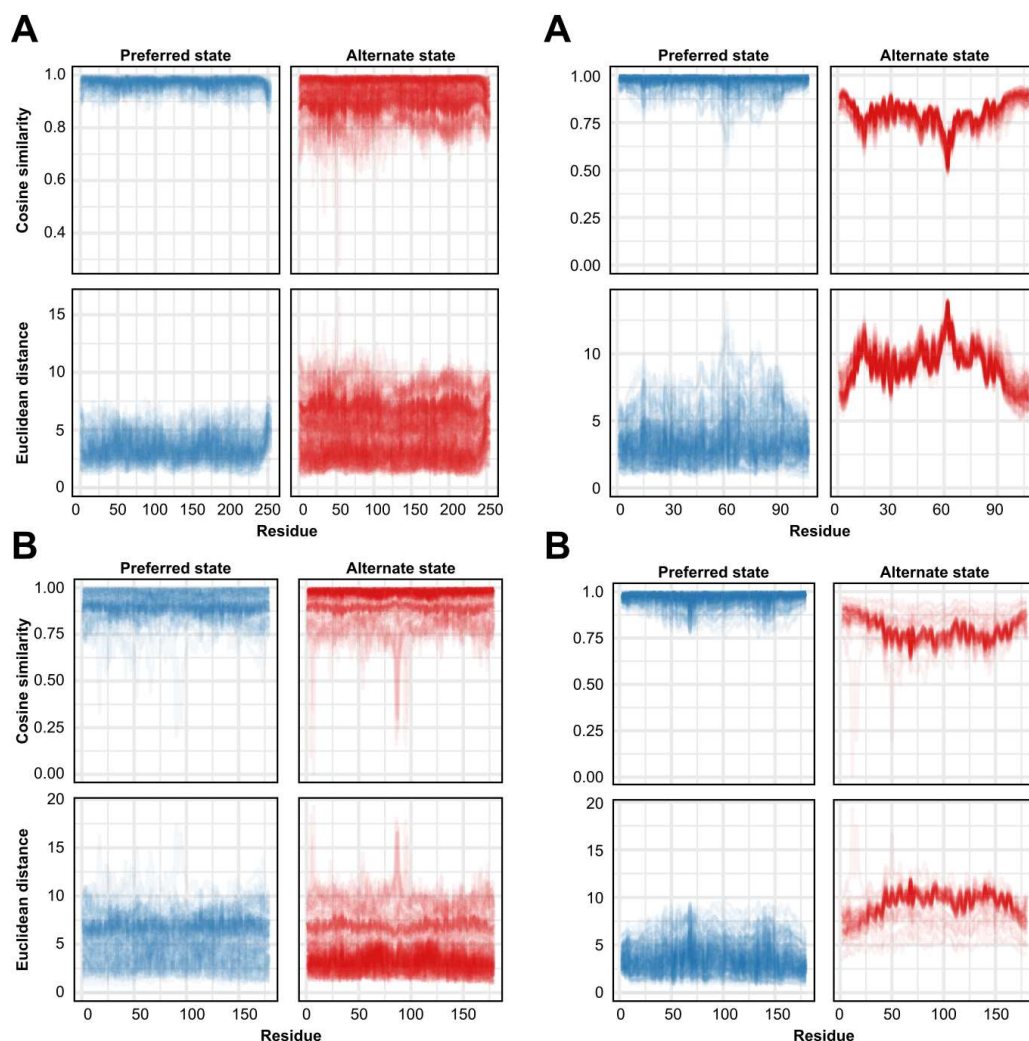 A
Preferred state
Alternate state
Cosine similarity
1.0
0.8
0.6
0.4
Euclidean distance
15
10
5
0
0 50 100 150 200 250
0 50 100 150 200 250
Residue
A
Preferred state
Alternate state
1.00
0.75
0.50
0.25
0.00
10
5
0
0 30 60 90
0 30 60 90
Residue
B
Preferred state
Alternate state
Cosine similarity
1.00
0.75
0.50
0.25
0.00
Euclidean distance
20
15
10
5
0
0 50 100 150
0 50 100 150
Residue
B
Preferred state
Alternate state
1.00
0.75
0.50
0.25
0.00
20
15
10
5
0
0 50 100 150
0 50 100 150
Residue